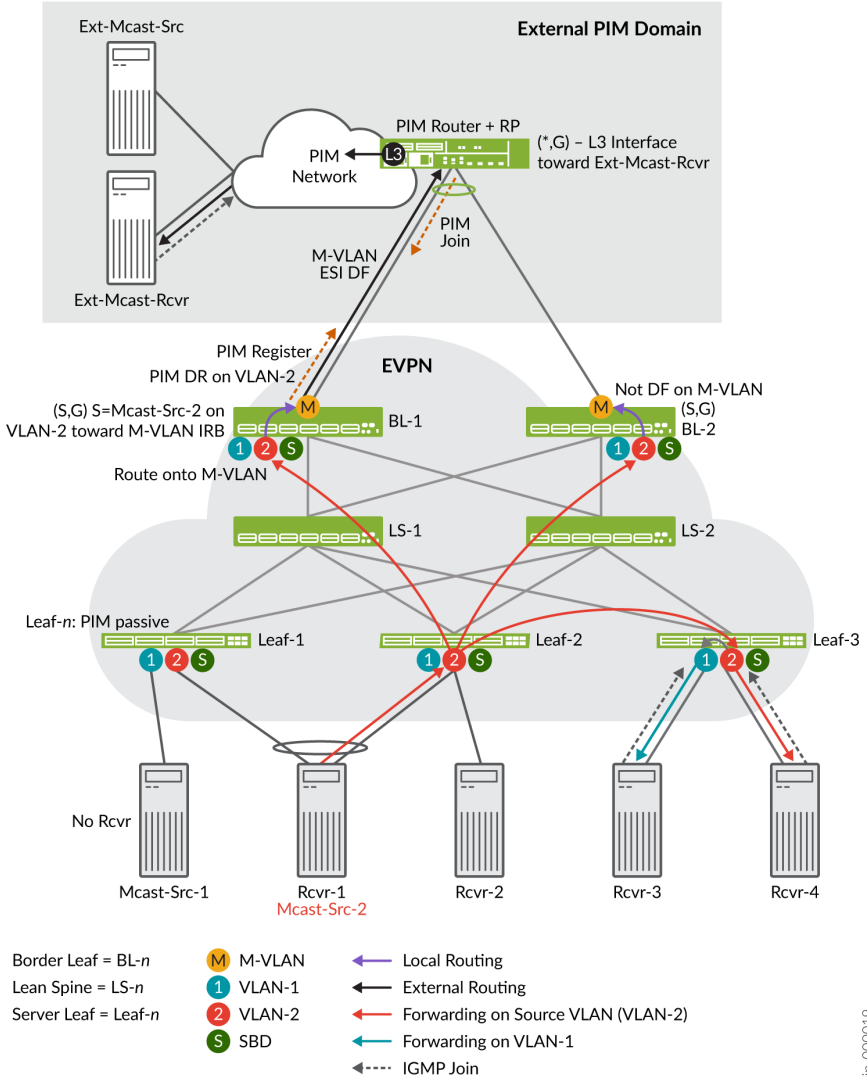 External PIM Domain
Ext-Mcast-Src
PIM Router + RP
(*,G) – L3 Interface
toward Ext-Mcast-Rcvr
L3
PIM
Network
PIM
Join
M-VLAN
ESI DF
Ext-Mcast-Rcvr
PIM Register
PIM DR on VLAN-2
EVPN
Not DF on M-VLAN
(S,G) S=Mcast-Src-2 on
VLAN-2 toward M-VLAN IRB
M
BL-1
M
(S,G)
BL-2
1 2 S
1 2 S
Route onto M-VLAN
LS-1
LS-2
Leaf-n: PIM passive
Leaf-1
Leaf-2
Leaf-3
1 2 S
1 2 S
1 2 S
No Rcvr
Mcast-Src-1
Rcvr-1
Mcast-Src-2
Rcvr-2
Rcvr-3
Rcvr-4
Border Leaf = BL-n
Lean Spine = LS-n
Server Leaf = Leaf-n
M M-VLAN
1 VLAN-1
2 VLAN-2
S SBD
Local Routing
External Routing
Forwarding on Source VLAN (VLAN-2)
Forwarding on VLAN-1
IGMP Join